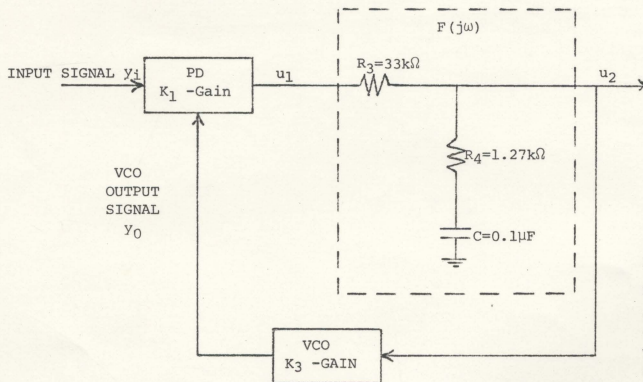 F(jω)
INPUT SIGNAL yi
PD
K1 -Gain
u1
R3=33kΩ
u2
R4=1.27kΩ
C=0.1μF
VCO
OUTPUT
SIGNAL
y0
VCO
K3 -GAIN